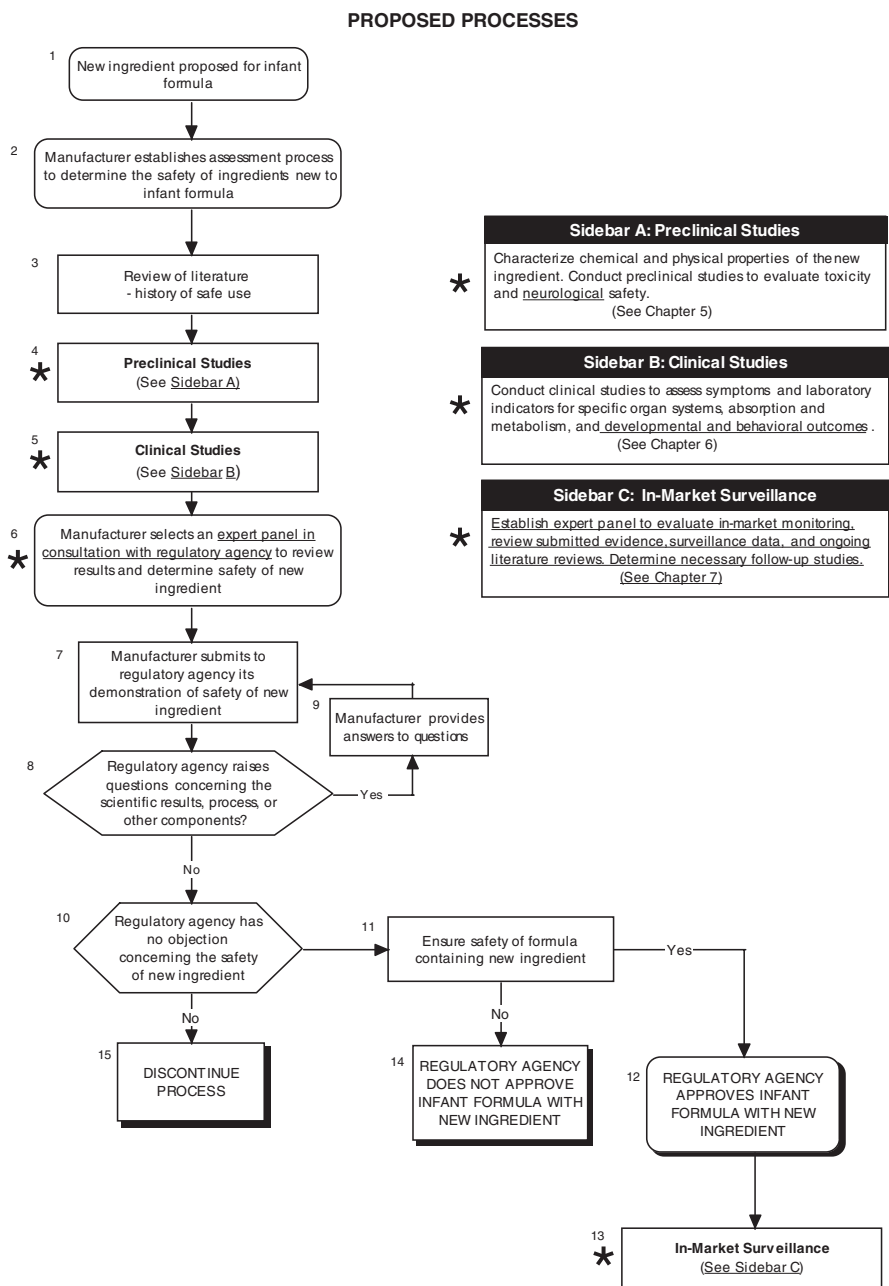 PROPOSED PROCESSES
1
New ingredient proposed for infant
formula
2
Manufacturer establishes assessment process
to determine the safety of ingredients new to
infant formula
3
Review of literature
- history of safe use
4
*
Preclinical Studies
(See Sidebar A)
5
*
Clinical Studies
(See Sidebar B)
6
*
Manufacturer selects an expert panel in
consultation with regulatory agency to review
results and determine safety of new
ingredient
7
Manufacturer submits to
regulatory agency its
demonstration of safety of new
ingredient
8
Regulatory agency raises
questions concerning the
scientific results, process, or
other components?
Yes
9
Manufacturer provides
answers to questions
No
10
Regulatory agency has
no objection
concerning the safety
of new ingredient
11
Ensure safety of formula
containing new ingredient
Yes
No
No
15
DISCONTINUE
PROCESS
14
REGULATORY AGENCY
DOES NOT APPROVE
INFANT FORMULA WITH
NEW INGREDIENT
12
REGULATORY AGENCY
APPROVES INFANT
FORMULA WITH NEW
INGREDIENT
13
*
In-Market Surveillance
(See Sidebar C)
*
Sidebar A: Preclinical Studies
Characterize chemical and physical properties of the new
ingredient. Conduct preclinical studies to evaluate toxicity
and neurological safety.
(See Chapter 5)
*
Sidebar B: Clinical Studies
Conduct clinical studies to assess symptoms and laboratory
indicators for specific organ systems, absorption and
metabolism, and developmental and behavioral outcomes.
(See Chapter 6)
*
Sidebar C: In-Market Surveillance
Establish expert panel to evaluate in-market monitoring,
review submitted evidence, surveillance data, and ongoing
literature reviews. Determine necessary follow-up studies.
(See Chapter 7)